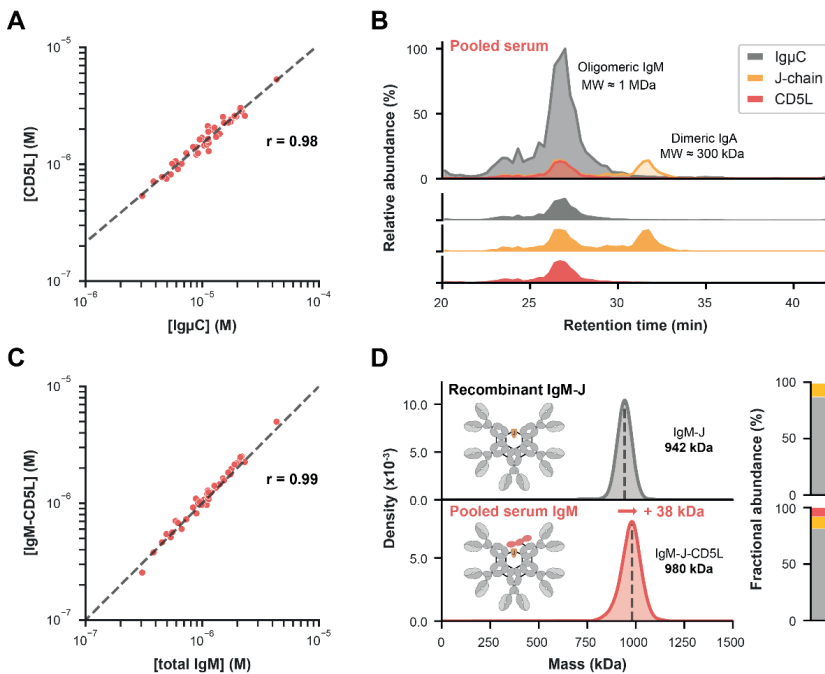 A
10⁻⁵
10⁻⁶
10⁻⁷
[CD5L] (M)
r = 0.98
10⁻⁶
10⁻⁵
10⁻⁴
[IgμC] (M)
B
Pooled serum
IgμC
J-chain
CD5L
Oligomeric IgM
MW ≈ 1 MDa
Dimeric IgA
MW ≈ 300 kDa
100
50
0
Relative abundance (%)
20
25
30
35
40
Retention time (min)
C
10⁻⁵
10⁻⁶
10⁻⁷
[IgM-CD5L] (M)
r = 0.99
10⁻⁷
10⁻⁶
10⁻⁵
[total IgM] (M)
D
Recombinant IgM-J
10.0
5.0
0.0
IgM-J
942 kDa
Density (x10⁻³)
Pooled serum IgM
+ 38 kDa
5.0
0.0
IgM-J-CD5L
980 kDa
0
250
500
750
1000
1250
1500
Mass (kDa)
Fractional abundance (%)
100
50
0
100
50
0